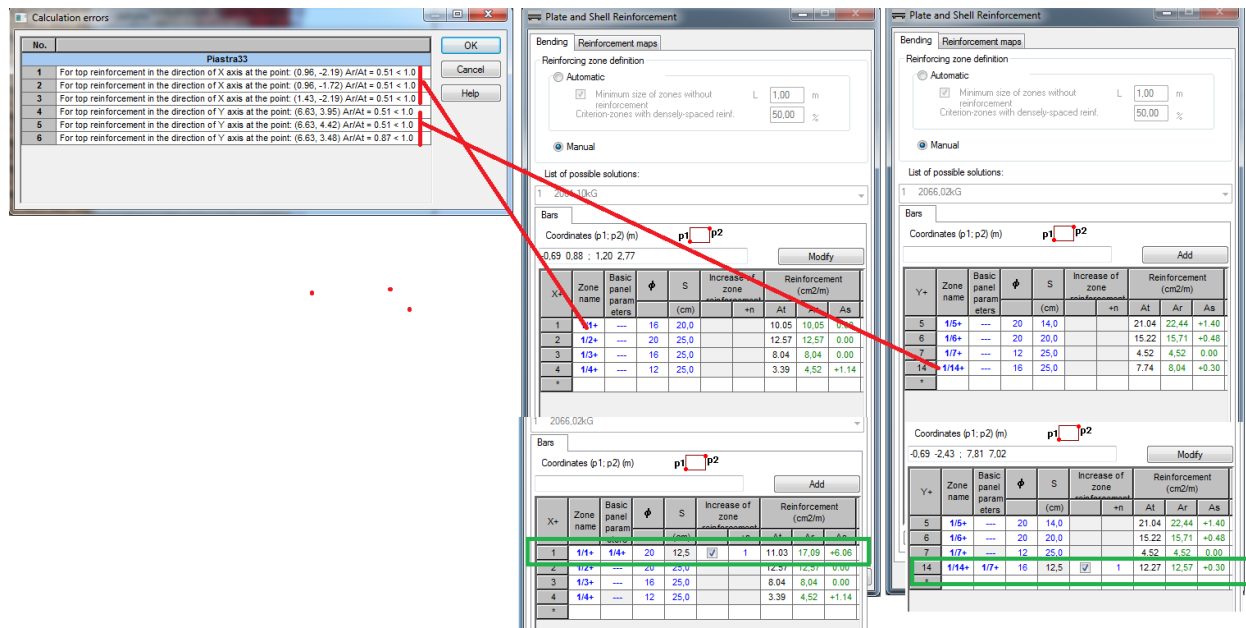 Calculation errors
No.
Piastra33
1 For top reinforcement in the direction of X axis at the point: (0.96, -2.19) Ar/At = 0.51 < 1.0
2 For top reinforcement in the direction of X axis at the point: (0.96, -1.72) Ar/At = 0.51 < 1.0
3 For top reinforcement in the direction of X axis at the point: (1.43, -2.19) Ar/At = 0.51 < 1.0
4 For top reinforcement in the direction of Y axis at the point: (6.63, 3.95) Ar/At = 0.51 < 1.0
5 For top reinforcement in the direction of Y axis at the point: (6.63, 4.42) Ar/At = 0.51 < 1.0
6 For top reinforcement in the direction of Y axis at the point: (6.63, 3.48) Ar/At = 0.87 < 1.0
OK
Cancel
Help
Plate and Shell Reinforcement
Bending Reinforcement maps
Reinforcing zone definition
Automatic
Minimum size of zones without
reinforcement
L 1,00 m
Criterion-zones with densely-spaced reinf.
50,00 %
Manual
List of possible solutions:
1
Bars
Coordinates (p1; p2) (m)
p1 p2
-0,69 0,88 ; 1,20 2,77
Modify
X+ Zone name Basic panel param eters ϕ S (cm) Increase of zone +n Reinforcement (cm2/m) At Ar As
1 1/1+ --- 16 20,0 10.05 10,05 0.00
2 1/2+ --- 20 25,0 12.57 12,57 0.00
3 1/3+ --- 16 25,0 8.04 8,04 0.00
4 1/4+ --- 12 25,0 3.39 4,52 +1.14
*
1 2066,02kG
Bars
Coordinates (p1; p2) (m)
p1 p2
Add
X+ Zone name Basic panel param ϕ S Increase of zone Reinforcement (cm2/m)
1 1/1+ 1/4+ 20 12,5 1 11.03 17,09 +6.06
2 1/2+ --- 20 25,0 12.57 12,57 0.00
3 1/3+ --- 16 25,0 8.04 8,04 0.00
4 1/4+ --- 12 25,0 3.39 4,52 +1.14
*
Plate and Shell Reinforcement
Bending Reinforcement maps
Reinforcing zone definition
Automatic
Minimum size of zones without
reinforcement
L 1,00 m
Criterion-zones with densely-spaced reinf.
50,00 %
Manual
List of possible solutions:
1 2066,02kG
Bars
Coordinates (p1; p2) (m)
p1 p2
Add
Y+ Zone name Basic panel param eters ϕ S (cm) Increase of zone +n Reinforcement (cm2/m) At Ar As
5 1/5+ --- 20 14,0 21.04 22,44 +1.40
6 1/6+ --- 20 20,0 15.22 15,71 +0.48
7 1/7+ --- 12 25,0 4.52 4,52 0.00
14 1/14+ --- 16 25,0 7.74 8,04 +0.30
*
Coordinates (p1; p2) (m)
p1 p2
-0,69 -2,43 ; 7,81 7,02
Modify
Y+ Zone name Basic panel param eters ϕ S (cm) Increase of zone +n Reinforcement (cm2/m) At Ar As
5 1/5+ --- 20 14,0 21.04 22,44 +1.40
6 1/6+ --- 20 20,0 15.22 15,71 +0.48
7 1/7+ --- 12 25,0 4.52 4,52 0.00
14 1/14+ 1/7+ 16 12,5 1 12.27 12,57 +0.30
*